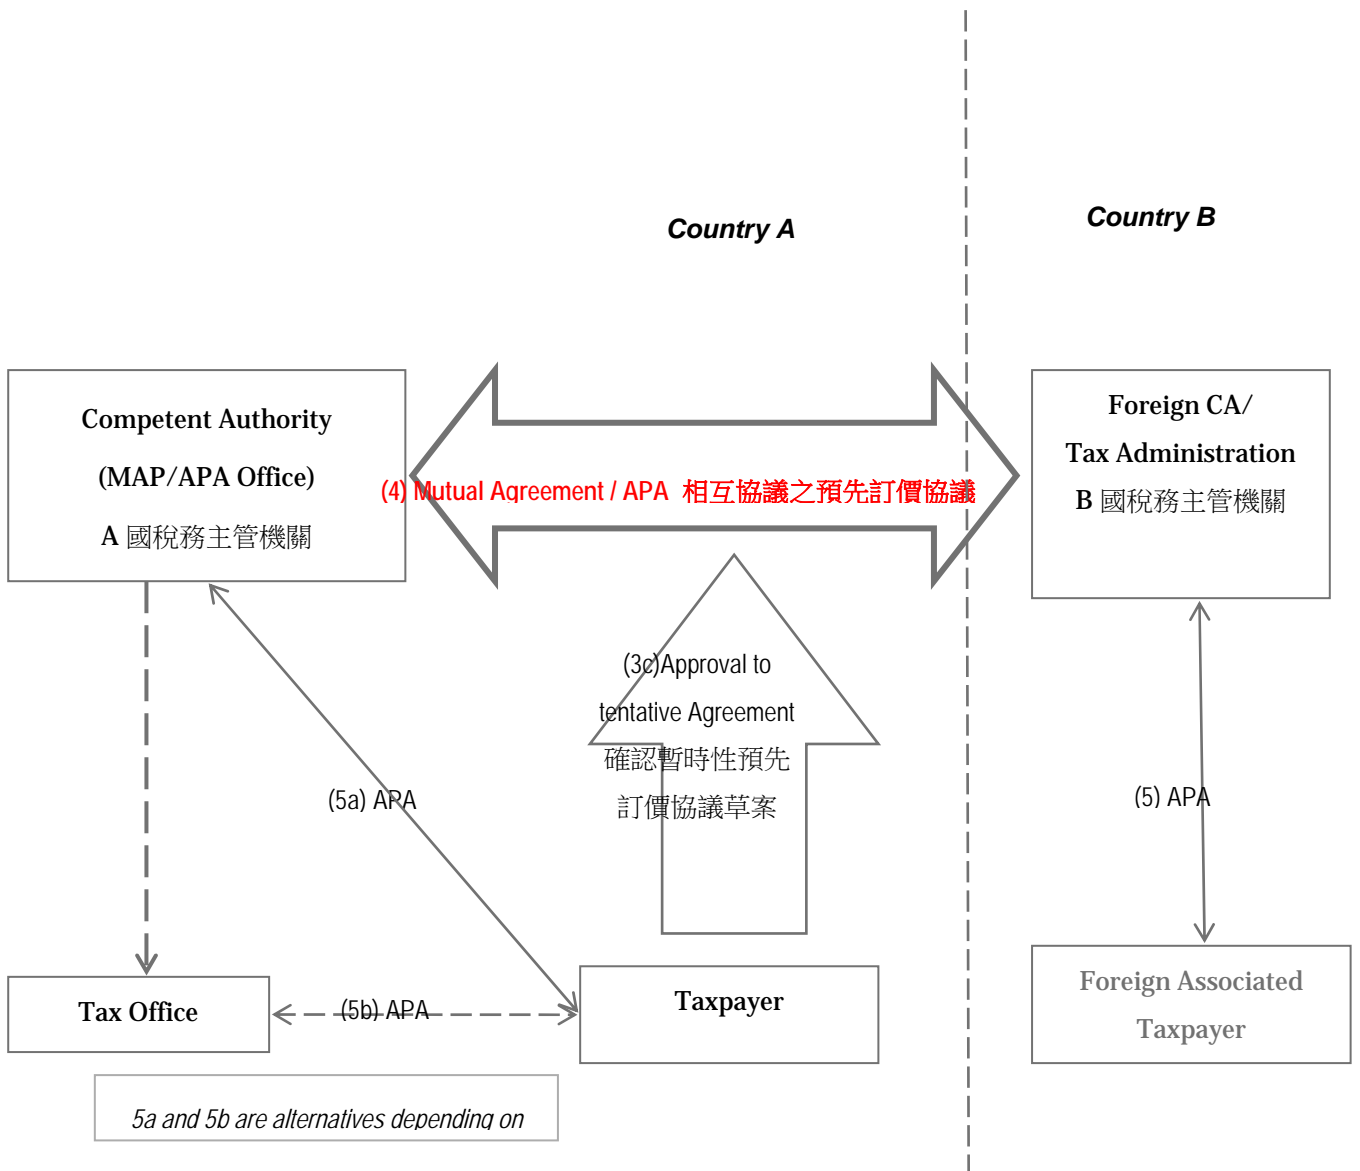 Country A
Country B
Competent Authority
(MAP/APA Office)
A 國稅務主管機關
(4) Mutual Agreement / APA 相互協議之預先訂價協議
Foreign CA/
Tax Administration
B 國稅務主管機關
(3c)Approval to
tentative Agreement
確認暫時性預先
訂價協議草案
(5a) APA
(5) APA
Tax Office
(5b) APA
Taxpayer
Foreign Associated
Taxpayer
5a and 5b are alternatives depending on